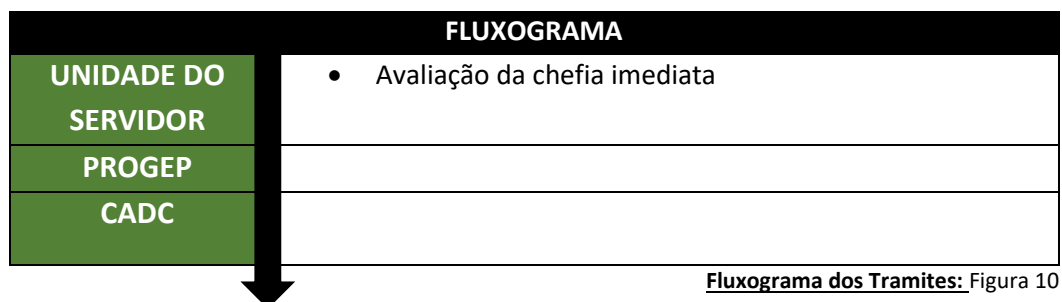 FLUXOGRAMA
UNIDADE DO
SERVIDOR
• Avaliação da chefia imediata
PROGEP
CADC
Fluxograma dos Tramites: Figura 10